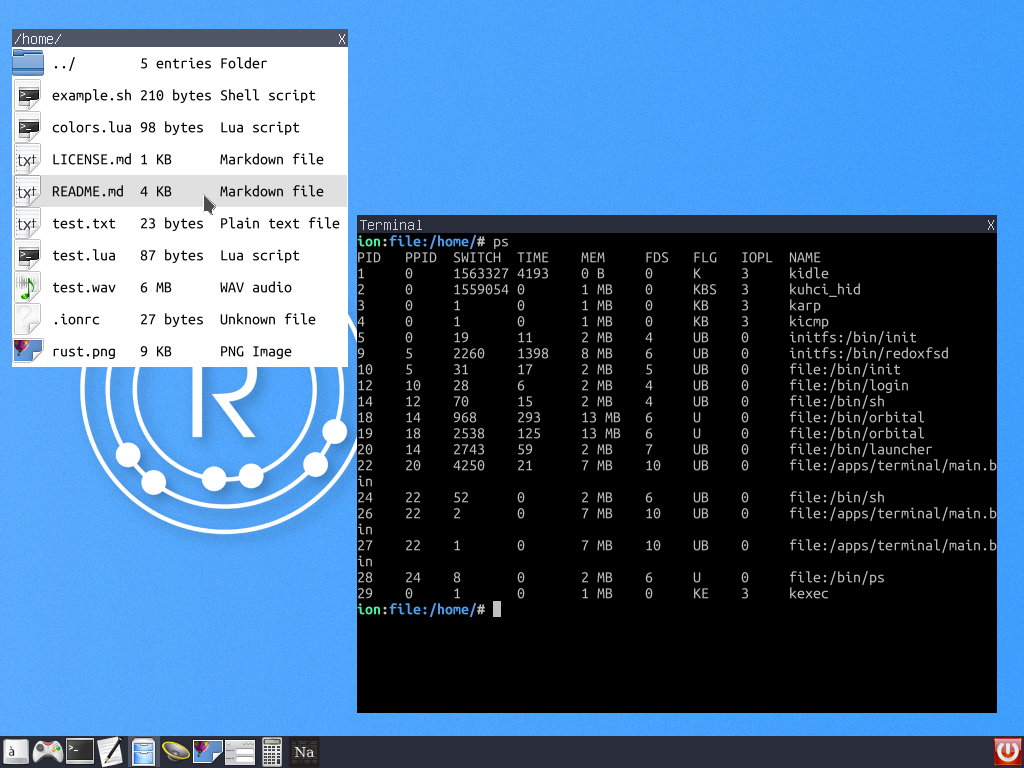 /home/ X
../ 5 entries Folder
example.sh 210 bytes Shell script
colors.lua 98 bytes Lua script
txt LICENSE.md 1 KB Markdown file
txt README.md 4 KB Markdown file
txt test.txt 23 bytes Plain text file
test.lua 87 bytes Lua script
test.wav 6 MB WAV audio
.ionrc 27 bytes Unknown file
rust.png 9 KB PNG Image
R
Terminal X
ion:file:/home/# ps
PID PPID SWITCH TIME MEM FDS FLG IOPL NAME
1 0 1563327 4193 0 B 0 K 3 kidle
2 0 1559054 0 1 MB 0 KBS 3 kuhci_hid
3 0 1 0 1 MB 0 KB 3 karp
4 0 1 0 1 MB 0 KB 3 kicmp
5 0 19 11 2 MB 4 UB 0 initfs:/bin/init
9 5 2260 1398 8 MB 6 UB 0 initfs:/bin/redoxfsd
10 5 31 17 2 MB 5 UB 0 file:/bin/init
12 10 28 6 2 MB 4 UB 0 file:/bin/login
14 12 70 15 2 MB 4 UB 0 file:/bin/sh
18 14 968 293 13 MB 6 U 0 file:/bin/orbital
19 18 2538 125 13 MB 6 U 0 file:/bin/orbital
20 14 2743 59 2 MB 7 UB 0 file:/bin/launcher
22 20 4250 21 7 MB 10 UB 0 file:/apps/terminal/main.b
in
24 22 52 0 2 MB 6 UB 0 file:/bin/sh
26 22 2 0 7 MB 10 UB 0 file:/apps/terminal/main.b
in
27 22 1 0 7 MB 10 UB 0 file:/apps/terminal/main.b
in
28 24 8 0 2 MB 6 U 0 file:/bin/ps
29 0 1 0 1 MB 0 KE 3 kexec
ion:file:/home/#
à >_ Na